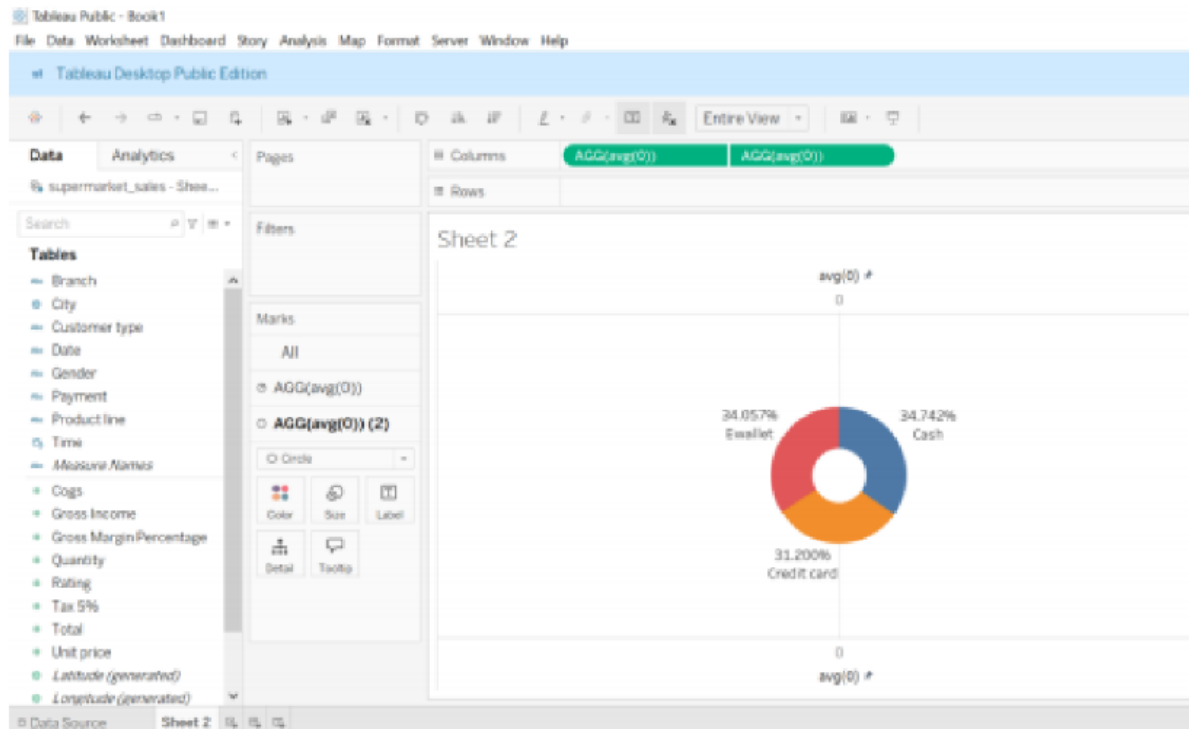 Tableau Public - Book1
File Data Worksheet Dashboard Story Analysis Map Format Server Window Help
Tableau Desktop Public Edition
Entire View
Data Analytics
Pages
Columns AGG(avg(0)) AGG(avg(0))
supermarket_sales - Shee...
Rows
Search
Filters
Sheet 2
Tables
Branch
City
Customer type
Date
Gender
Payment
Product line
Time
Measure Names
Cogs
Gross Income
Gross Margin Percentage
Quantity
Rating
Tax 5%
Total
Unit price
Latitude (generated)
Longitude (generated)
Marks
All
AGG(avg(0))
AGG(avg(0)) (2)
Circle
Color Size Label
Detail Tooltip
avg(0)
0
34.057%
Ewallet
34.742%
Cash
31.200%
Credit card
0
avg(0)
Data Source Sheet 2